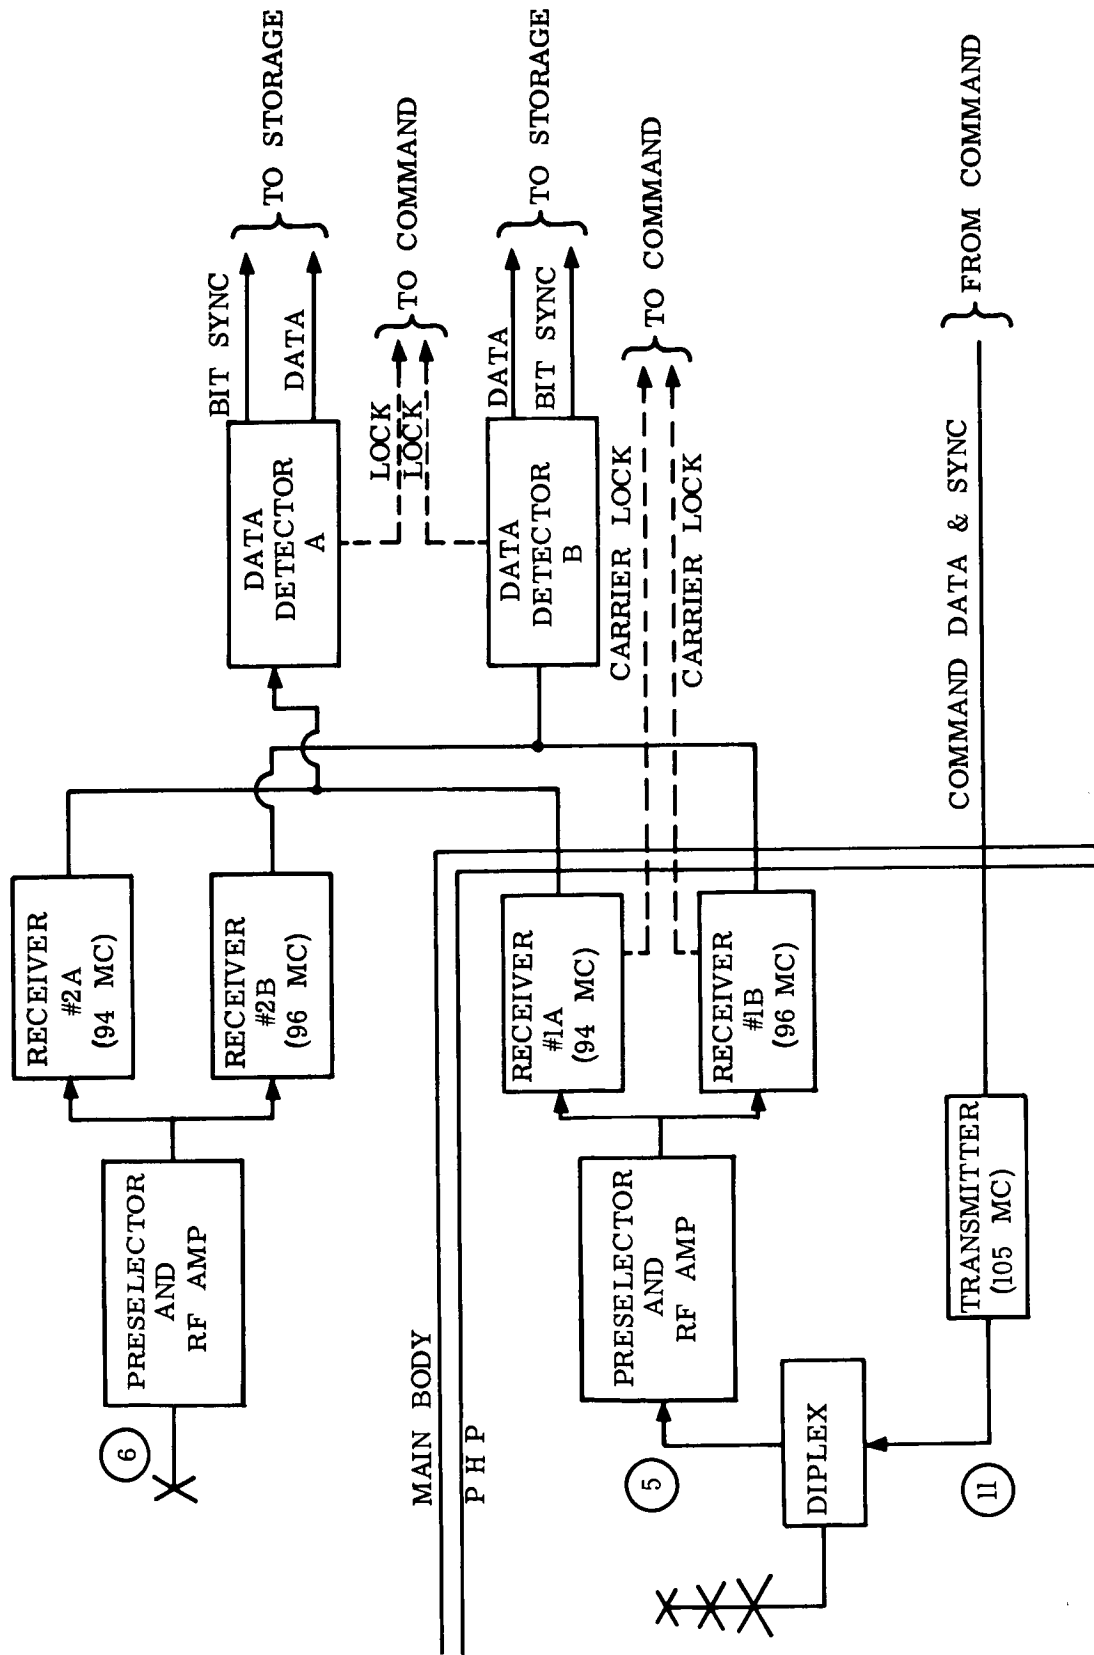 6
PRESELECTOR
AND
RF AMP
RECEIVER
#2A
(94 MC)
RECEIVER
#2B
(96 MC)
DATA
DETECTOR
A
BIT SYNC
DATA
TO STORAGE
LOCK
LOCK
TO COMMAND
DATA
DETECTOR
B
DATA
BIT SYNC
TO STORAGE
MAIN BODY
P H P
5
PRESELECTOR
AND
RF AMP
RECEIVER
#1A
(94 MC)
RECEIVER
#1B
(96 MC)
CARRIER LOCK
CARRIER LOCK
TO COMMAND
DIPLEX
11
TRANSMITTER
(105 MC)
COMMAND DATA & SYNC
FROM COMMAND